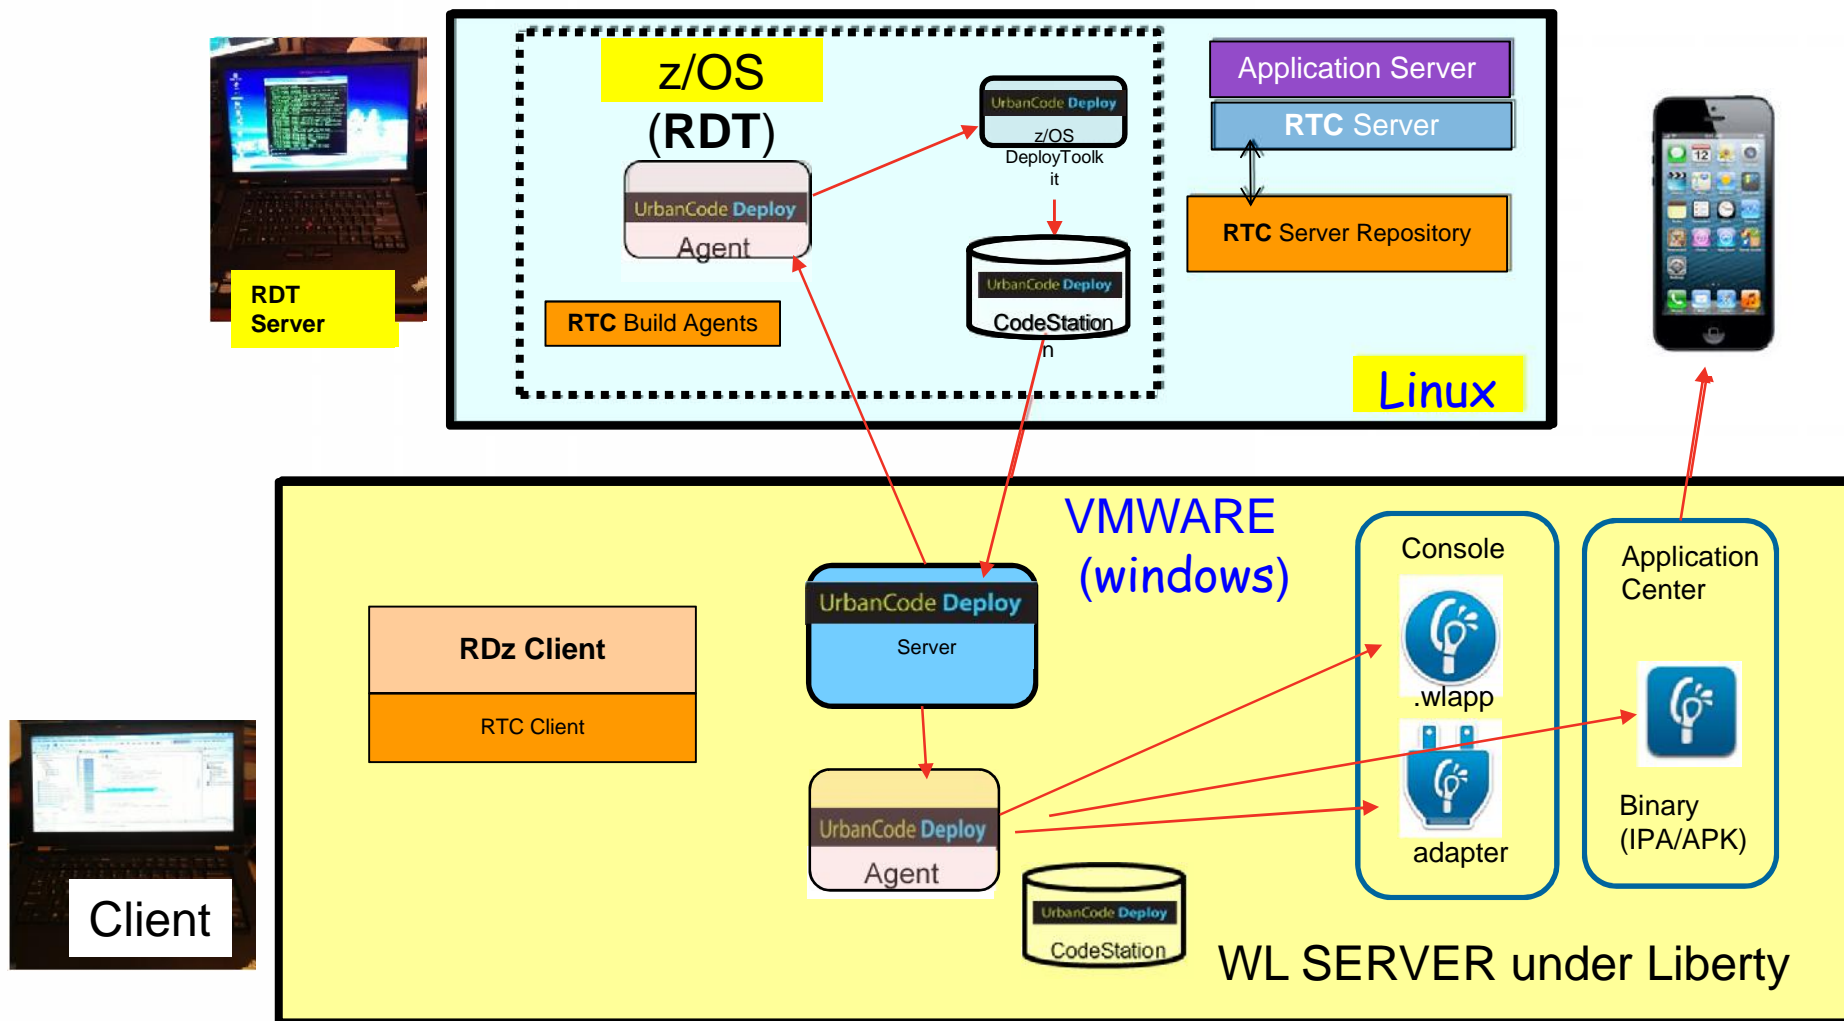 z/OS
(RDT)
UrbanCode Deploy
Agent
RTC Build Agents
UrbanCode Deploy
z/OS
DeployToolk
it
UrbanCode Deploy
CodeStation
n
Application Server
RTC Server
RTC Server Repository
Linux
RDT
Server
12
VMWARE
(windows)
RDz Client
RTC Client
UrbanCode Deploy
Server
UrbanCode Deploy
Agent
UrbanCode Deploy
CodeStation
Console
.wlapp
adapter
Application
Center
Binary
(IPA/APK)
WL SERVER under Liberty
Client